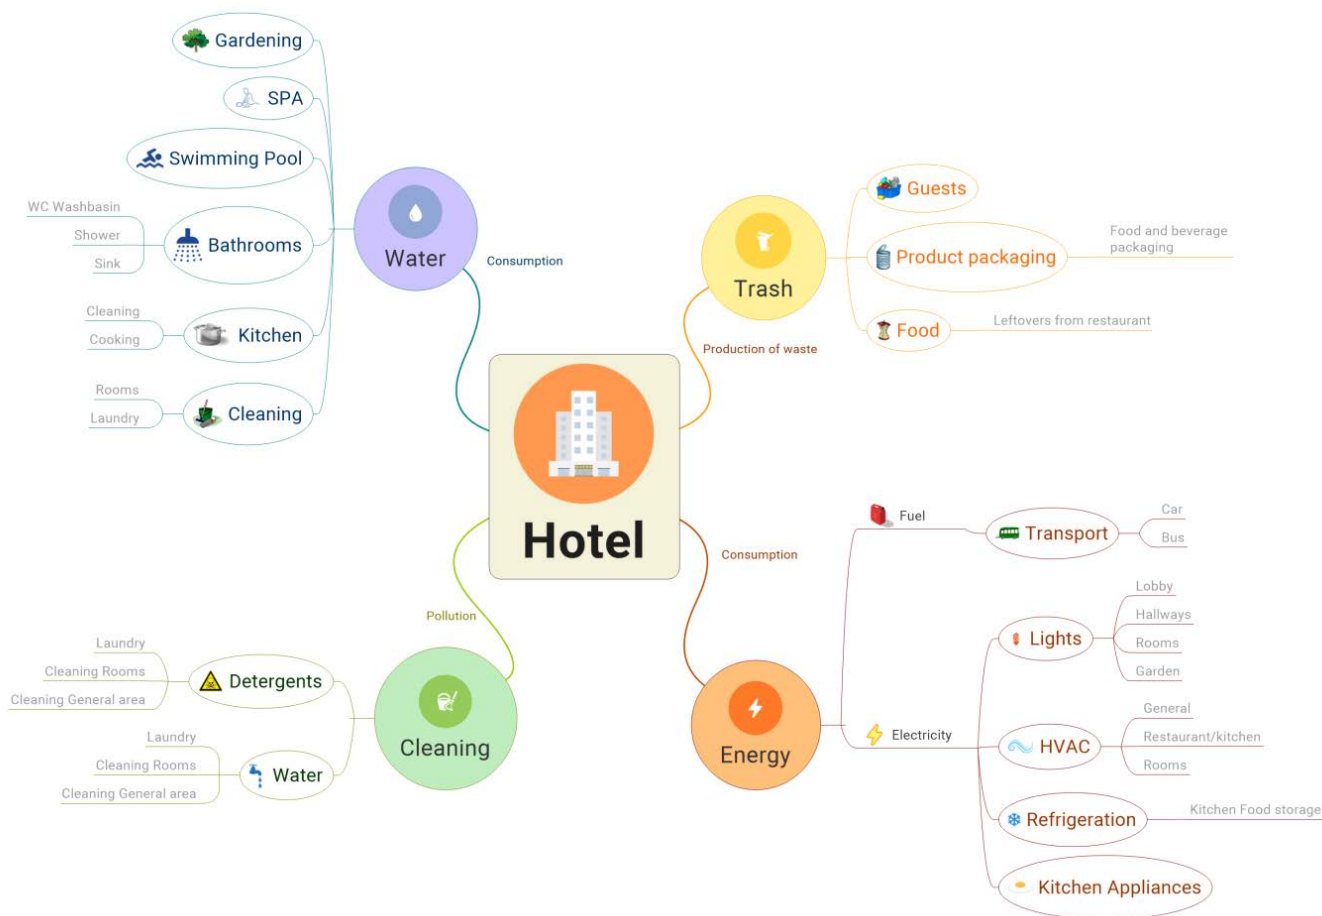 Gardening
SPA
Swimming Pool
WC Washbasin
Shower
Sink
Bathrooms
Cleaning
Cooking
Kitchen
Rooms
Laundry
Cleaning
Water
Consumption
Trash
Production of waste
Guests
Product packaging
Food and beverage
packaging
Food
Leftovers from restaurant
Hotel
Pollution
Cleaning
Laundry
Cleaning Rooms
Cleaning General area
Detergents
Laundry
Cleaning Rooms
Cleaning General area
Water
Consumption
Energy
Fuel
Transport
Car
Bus
Electricity
Lights
Lobby
Hallways
Rooms
Garden
HVAC
General
Restaurant/kitchen
Rooms
Refrigeration
Kitchen Food storage
Kitchen Appliances